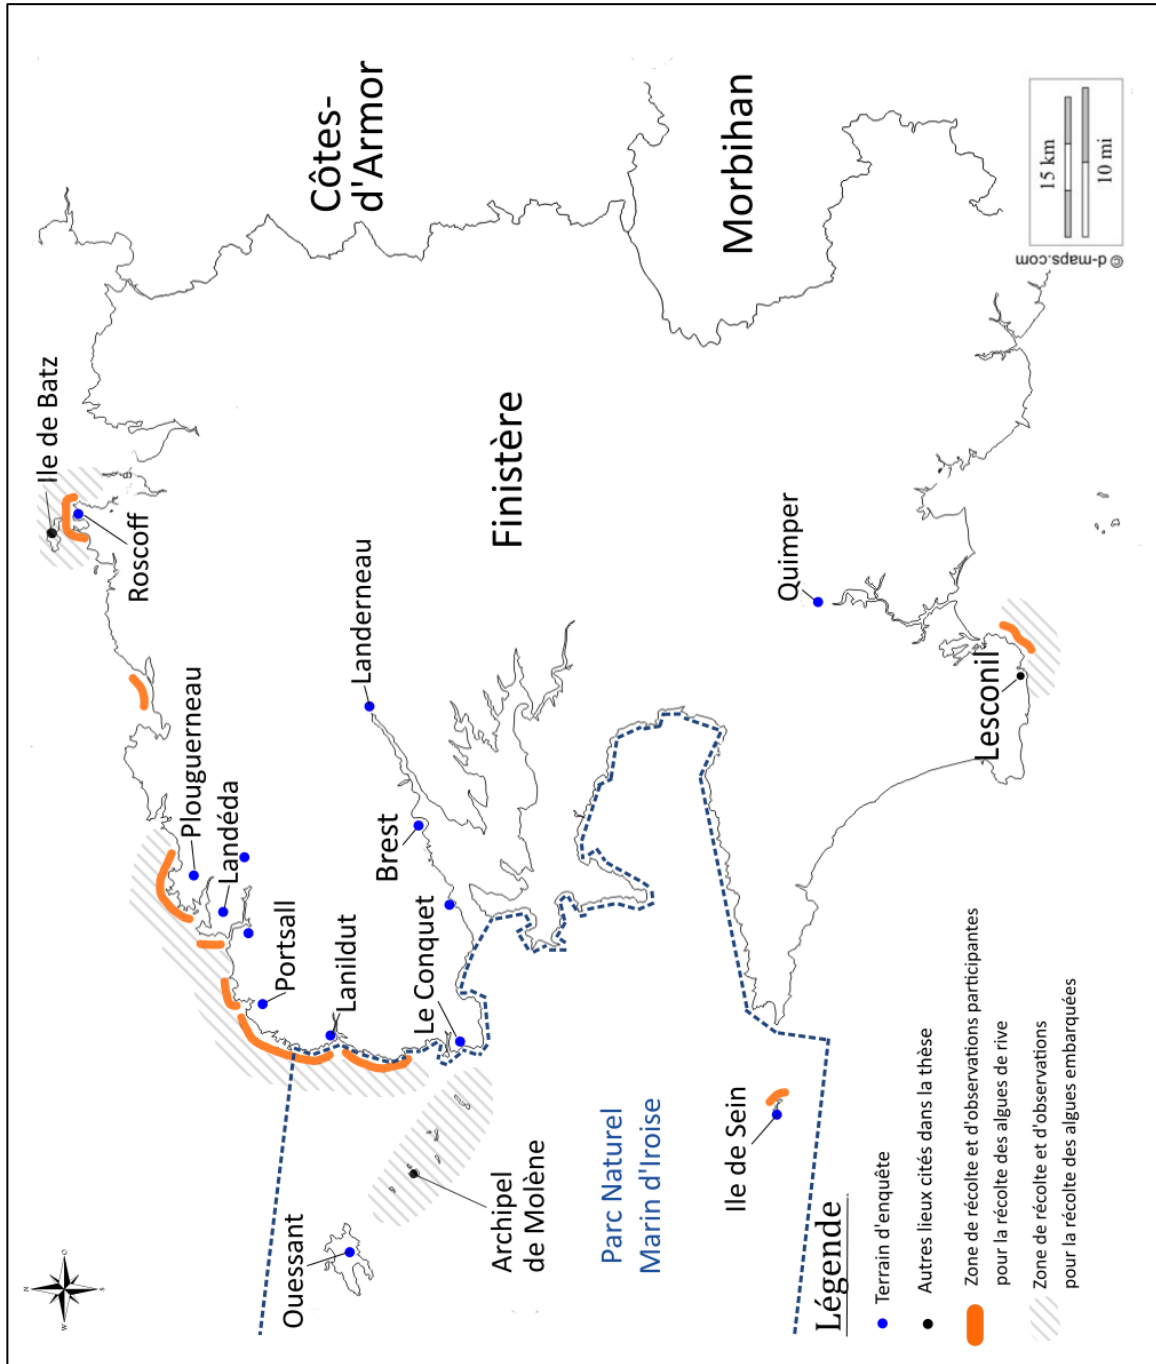 Côtes-
d'Armor
Morbihan
15 km
10 mi
© d-maps.com
Ile de Batz
Roscoff
Finistère
Quimper
Landerneau
Plouguerneau
Landéda
Brest
Lesconil
Portsall
Lanildut
Le Conquet
Ouessant
Archipel
de Molène
Parc Naturel
Marin d'Iroise
Ile de Sein
N
O
S
W
Légende
Terrain d'enquête
Autres lieux cités dans la thèse
Zone de récolte et d'observations participantes
pour la récolte des algues de rive
Zone de récolte et d'observations
pour la récolte des algues embarquées